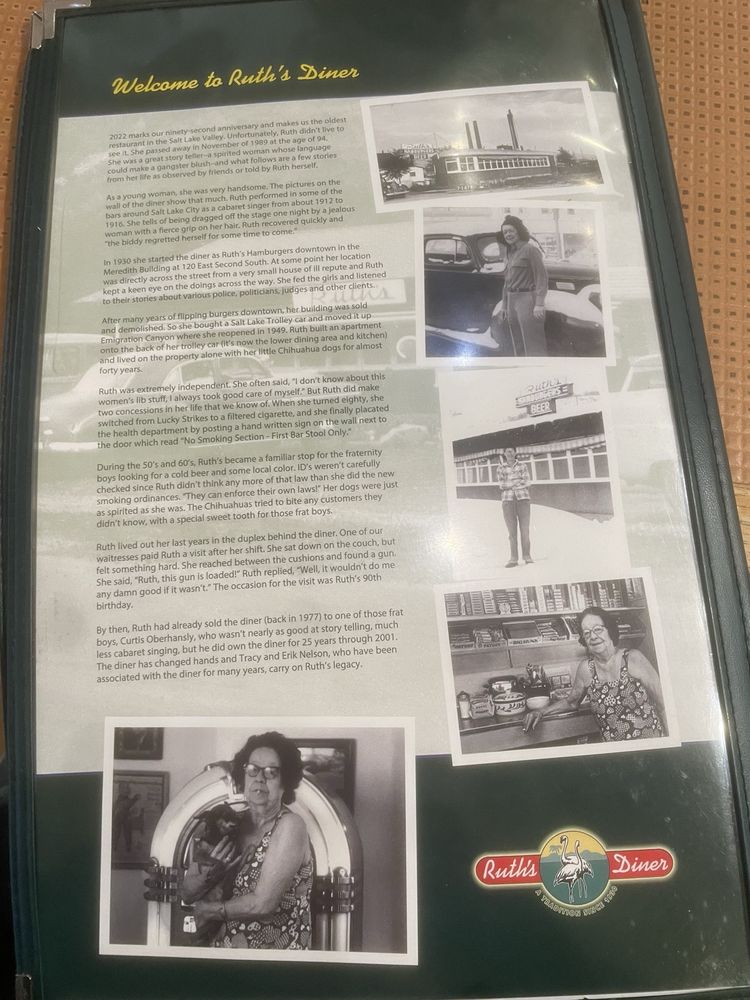 Welcome to Ruth's Diner
2022 marks our ninety-second anniversary and makes us the oldest
restaurant in the Salt Lake Valley. Unfortunately, Ruth didn't live to
see it. She passed away in November of 1989 at the age of 94.
She was a great story teller--a spirited woman whose language
could make a gangster blush--and what follows are a few stories
from her life as observed by friends or told by Ruth herself.
As a young woman, she was very handsome. The pictures on the
wall of the diner show that much. Ruth performed in some of the
bars around Salt Lake City as a cabaret singer from about 1912 to
1916. She tells of being dragged off the stage one night by a jealous
woman with a fierce grip on her hair. Ruth recovered quickly and
"the biddy regretted herself for some time to come."
In 1930 she started the diner as Ruth's Hamburgers downtown in the
Meredith Building at 120 East Second South. At some point her location
was directly across the street from a very small house of ill repute and Ruth
kept a keen eye on the doings across the way. She fed the girls and listened
to their stories about various police, politicians, judges and other clients.
After many years of flipping burgers downtown, her building was sold
and demolished. So she bought a Salt Lake Trolley car and moved it up
Emigration Canyon where she reopened in 1949. Ruth built an apartment
onto the back of her trolley car (it's now the lower dining area and kitchen)
and lived on the property alone with her little Chihuahua dogs for almost
forty years.
Ruth was extremely independent. She often said, "I don't know about this
women's lib stuff, I always took good care of myself." But Ruth did make
two concessions in her life that we know of. When she turned eighty, she
switched from Lucky Strikes to a filtered cigarette, and she finally placated
the health department by posting a hand written sign on the wall next to
the door which read "No Smoking Section - First Bar Stool Only."
During the 50's and 60's, Ruth's became a familiar stop for the fraternity
boys looking for a cold beer and some local color. ID's weren't carefully
checked since Ruth didn't think any more of that law than she did the new
smoking ordinances. "They can enforce their own laws!" Her dogs were just
as spirited as she was. The Chihuahuas tried to bite any customers they
didn't know, with a special sweet tooth for those frat boys.
Ruth lived out her last years in the duplex behind the diner. One of our
waitresses paid Ruth a visit after her shift. She sat down on the couch, but
felt something hard. She reached between the cushions and found a gun.
She said, "Ruth, this gun is loaded!" Ruth replied, "Well, it wouldn't do me
any damn good if it wasn't." The occasion for the visit was Ruth's 90th
birthday.
By then, Ruth had already sold the diner (back in 1977) to one of those frat
boys, Curtis Oberhansly, who wasn't nearly as good at story telling, much
less cabaret singing, but he did own the diner for 25 years through 2001.
The diner has changed hands and Tracy and Erik Nelson, who have been
associated with the diner for many years, carry on Ruth's legacy.
Ruth's
Ruth's
HAMBURGERS
BEER
Ruth's Diner
A TRADITION SINCE 1930